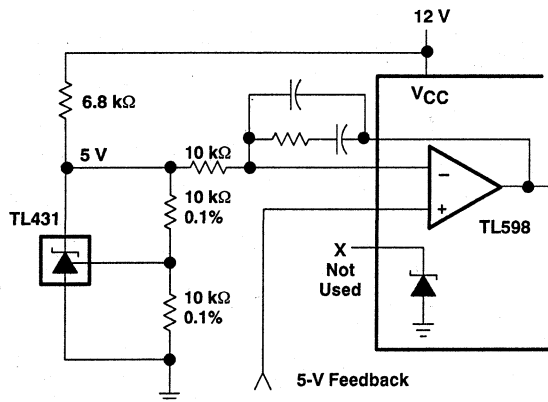 12 V
VCC
6.8 kΩ
5 V
10 kΩ
10 kΩ
0.1%
TL431
10 kΩ
0.1%
−
+
TL598
X
Not
Used
5-V Feedback